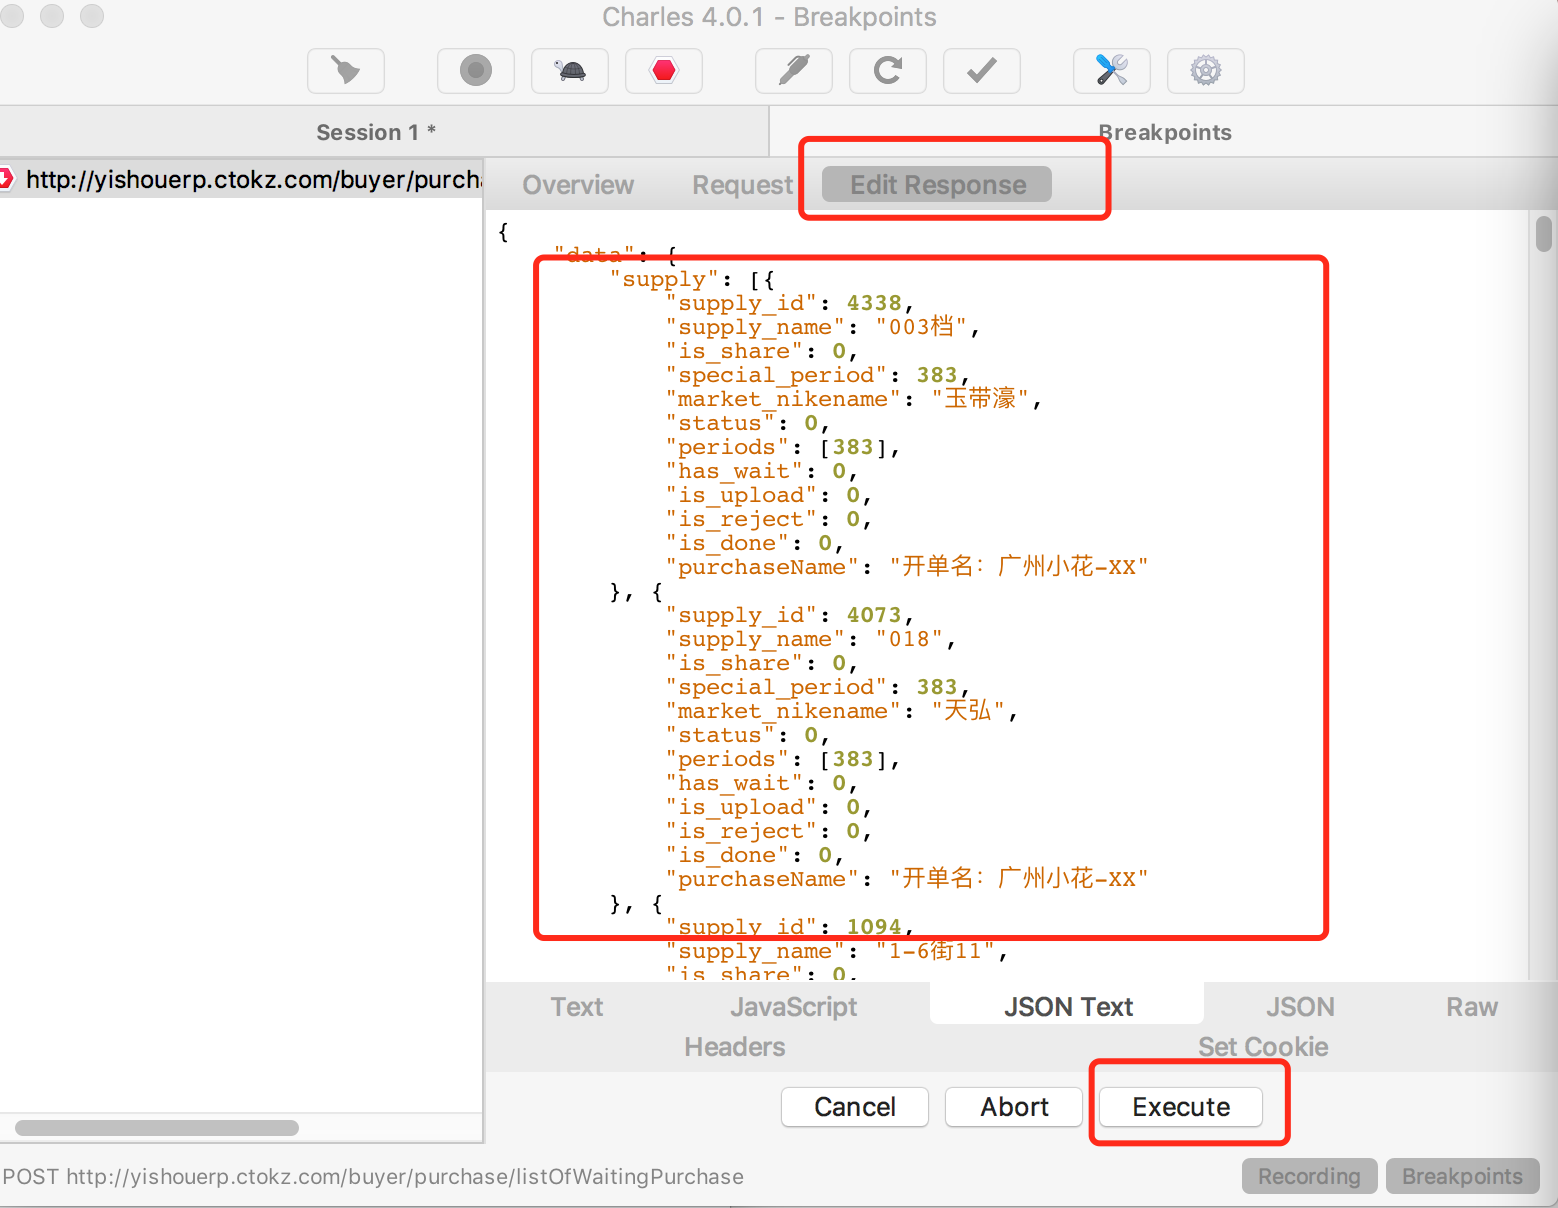 Charles 4.0.1 - Breakpoints
Session 1 *
Breakpoints
http://yishouerp.ctokz.com/buyer/purch
Overview
Request
Edit Response
{
"data": {
"supply": [{
"supply_id": 4338,
"supply_name": "003档",
"is_share": 0,
"special_period": 383,
"market_nikename": "玉带濠",
"status": 0,
"periods": [383],
"has_wait": 0,
"is_upload": 0,
"is_reject": 0,
"is_done": 0,
"purchaseName": "开单名：广州小花-XX"
}, {
"supply_id": 4073,
"supply_name": "018",
"is_share": 0,
"special_period": 383,
"market_nikename": "天弘",
"status": 0,
"periods": [383],
"has_wait": 0,
"is_upload": 0,
"is_reject": 0,
"is_done": 0,
"purchaseName": "开单名：广州小花-XX"
}, {
"supply_id": 1094,
"supply_name": "1-6街11",
"is_share": 0,
Text
JavaScript
JSON Text
JSON
Raw
Headers
Set Cookie
Cancel
Abort
Execute
POST http://yishouerp.ctokz.com/buyer/purchase/listOfWaitingPurchase
Recording
Breakpoints